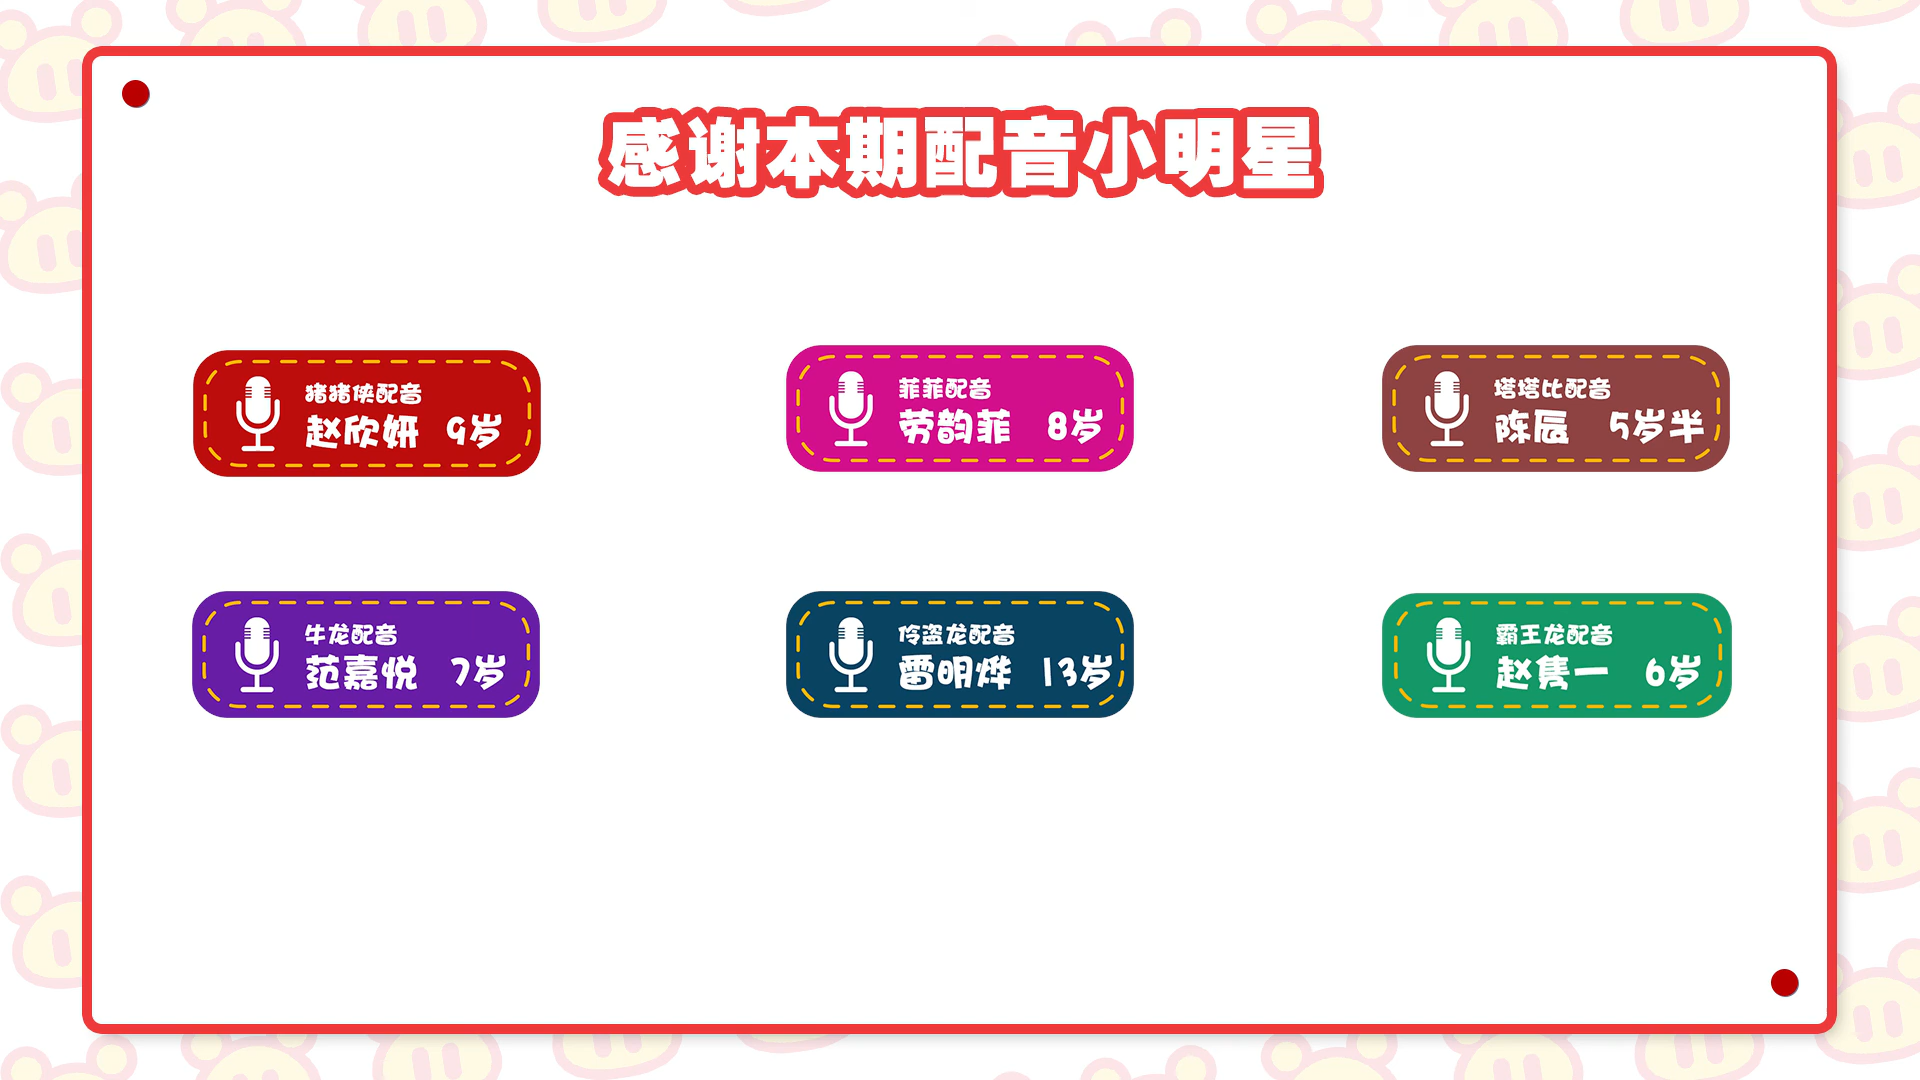 感谢本期配音小明星
猪猪侠配音
赵欣妍 9岁
菲菲配音
劳韵菲 8岁
塔塔比配音
陈辰 5岁半
牛龙配音
范嘉悦 7岁
伶盗龙配音
雷明烨 13岁
霸王龙配音
赵隽一 6岁